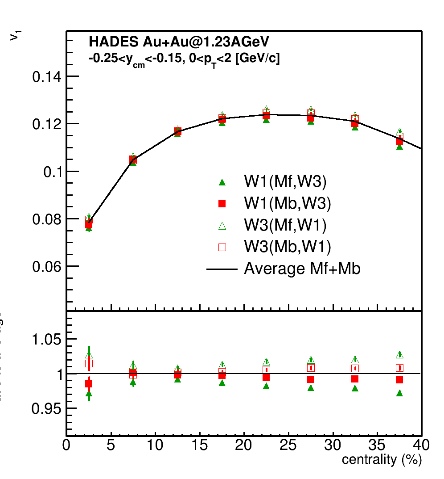 v1
HADES Au+Au@1.23AGeV
-0.25<ycm<-0.15, 0<pT<2 [GeV/c]
0.14
0.12
0.1
0.08
0.06
W1(Mf,W3)
W1(Mb,W3)
W3(Mf,W1)
W3(Mb,W1)
Average Mf+Mb
1.05
1
0.95
0 5 10 15 20 25 30 35 40
centrality (%)